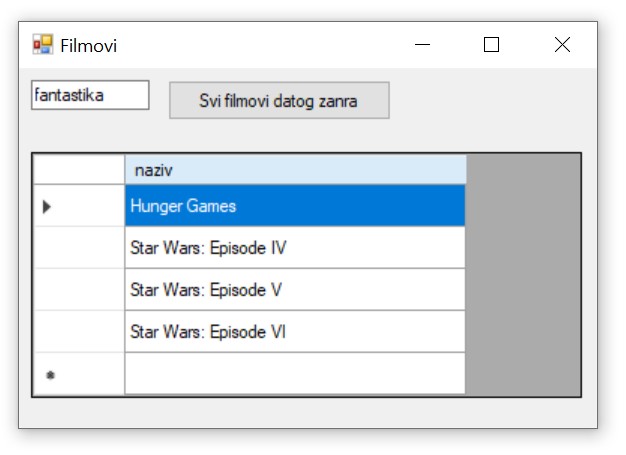 Filmovi
fantastika
Svi filmovi datog zanra
naziv
Hunger Games
Star Wars: Episode IV
Star Wars: Episode V
Star Wars: Episode VI